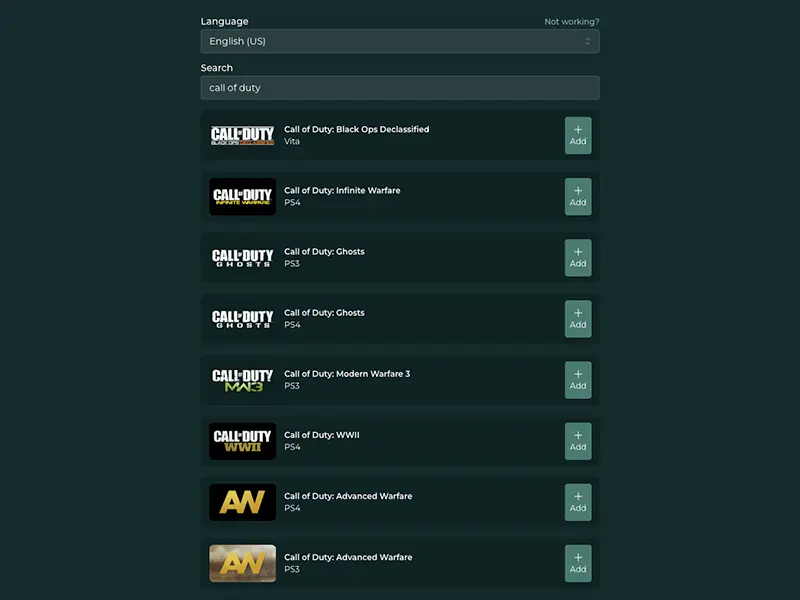 Language
Not working?
English (US)
Search
call of duty
CALL OF DUTY
BLACK OPS DECLASSIFIED
Call of Duty: Black Ops Declassified
Vita
+
Add
CALL OF DUTY
INFINITE WARFARE
Call of Duty: Infinite Warfare
PS4
+
Add
CALL OF DUTY
GHOSTS
Call of Duty: Ghosts
PS3
+
Add
CALL OF DUTY
GHOSTS
Call of Duty: Ghosts
PS4
+
Add
CALL OF DUTY
MW3
Call of Duty: Modern Warfare 3
PS3
+
Add
CALL OF DUTY
WWII
Call of Duty: WWII
PS4
+
Add
AW
Call of Duty: Advanced Warfare
PS4
+
Add
AW
Call of Duty: Advanced Warfare
PS3
+
Add